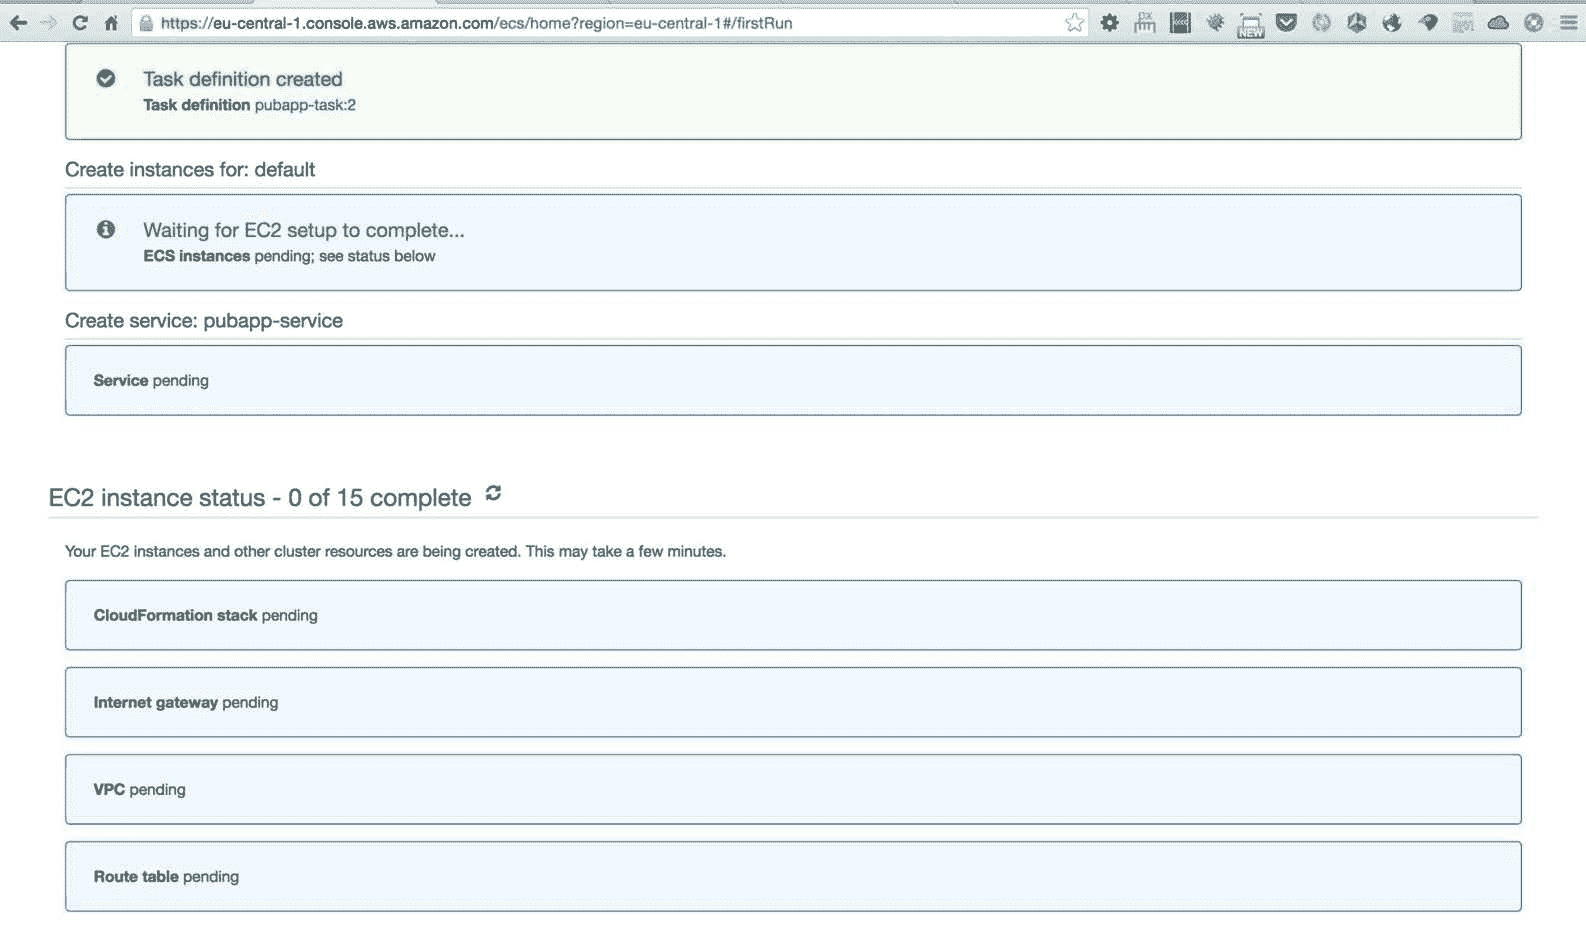 https://eu-central-1.console.aws.amazon.com/ecs/home?region=eu-central-1#/firstRun
NEW
Task definition created
Task definition pubapp-task:2
Create instances for: default
Waiting for EC2 setup to complete...
ECS instances pending; see status below
Create service: pubapp-service
Service pending
EC2 instance status - 0 of 15 complete
Your EC2 instances and other cluster resources are being created. This may take a few minutes.
CloudFormation stack pending
Internet gateway pending
VPC pending
Route table pending